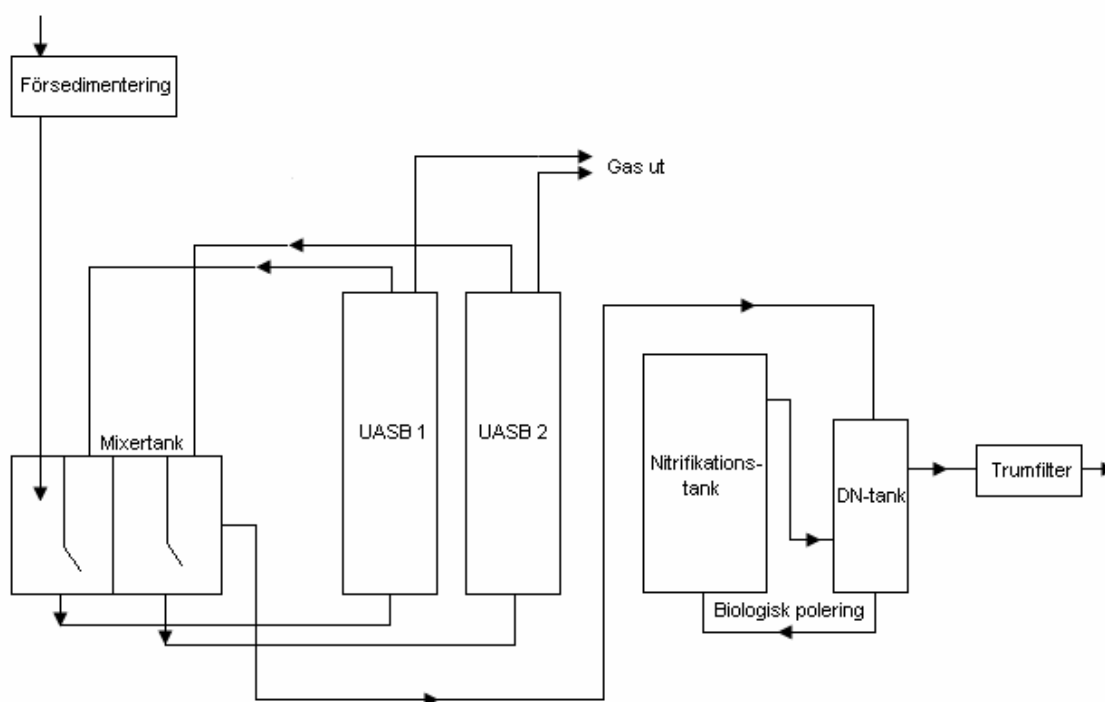 Försedimentering
Gas ut
Mixertank
UASB 1
UASB 2
Nitrifikations-
tank
DN-tank
Trumfilter
Biologisk polering